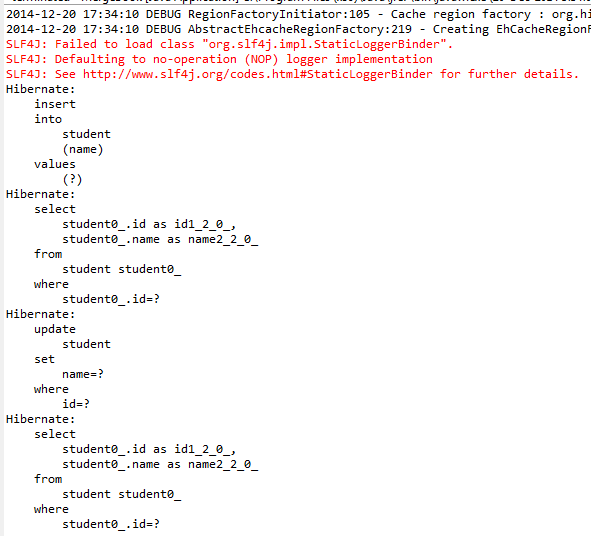 2014-12-20 17:34:10 DEBUG RegionFactoryInitiator:105 - Cache region factory : org.hi
2014-12-20 17:34:10 DEBUG AbstractEhcacheRegionFactory:219 - Creating EhCacheRegionF
SLF4J: Failed to load class "org.slf4j.impl.StaticLoggerBinder".
SLF4J: Defaulting to no-operation (NOP) logger implementation
SLF4J: See http://www.slf4j.org/codes.html#StaticLoggerBinder for further details.
Hibernate:
    insert
    into
        student
        (name)
    values
        (?)
Hibernate:
    select
        student0_.id as id1_2_0_,
        student0_.name as name2_2_0_
    from
        student student0_
    where
        student0_.id=?
Hibernate:
    update
        student
    set
        name=?
    where
        id=?
Hibernate:
    select
        student0_.id as id1_2_0_,
        student0_.name as name2_2_0_
    from
        student student0_
    where
        student0_.id=?